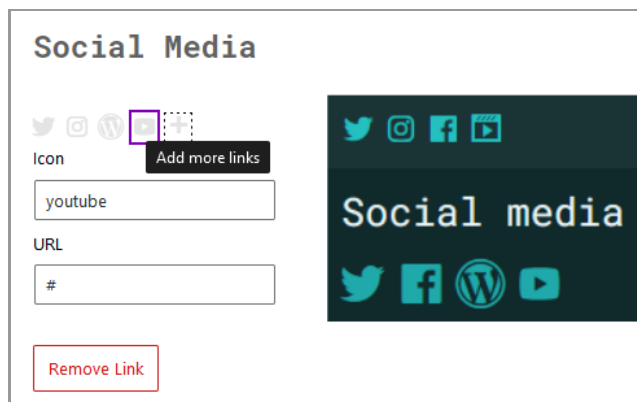 Social Media
Add more links
Icon
youtube
URL
#
Remove Link
Social media